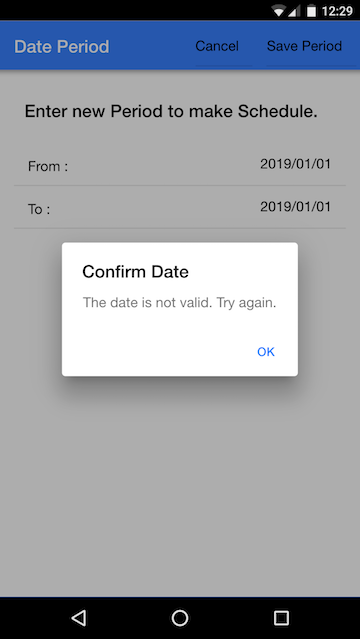 12:29
Date Period Cancel Save Period
Enter new Period to make Schedule.
From : 2019/01/01
To : 2019/01/01
Confirm Date
The date is not valid. Try again.
OK